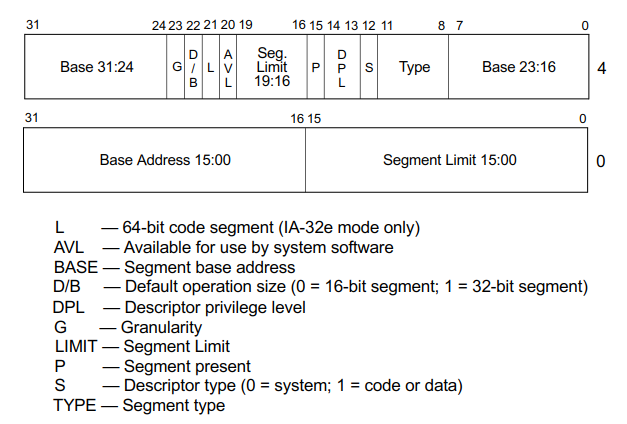 31 24 23 22 21 20 19 16 15 14 13 12 11 8 7 0
Base 31:24 G D/B L AVL Seg. Limit 19:16 P DPL S Type Base 23:16 4
31 16 15 0
Base Address 15:00 Segment Limit 15:00 0
L — 64-bit code segment (IA-32e mode only)
AVL — Available for use by system software
BASE — Segment base address
D/B — Default operation size (0 = 16-bit segment; 1 = 32-bit segment)
DPL — Descriptor privilege level
G — Granularity
LIMIT — Segment Limit
P — Segment present
S — Descriptor type (0 = system; 1 = code or data)
TYPE — Segment type